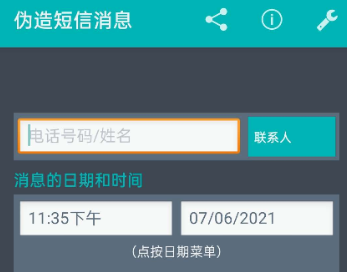 伪造短信消息
电话号码/姓名
联系人
消息的日期和时间
11:35下午
07/06/2021
(点按日期菜单)